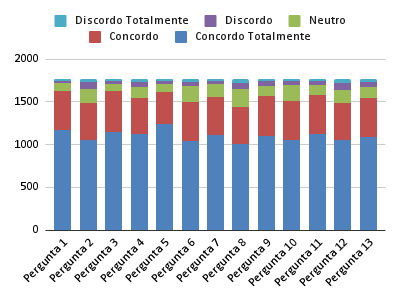 Discordo Totalmente Discordo Neutro
Concordo Concordo Totalmente
2000
1500
1000
500
0
Pergunta 1
Pergunta 2
Pergunta 3
Pergunta 4
Pergunta 5
Pergunta 6
Pergunta 7
Pergunta 8
Pergunta 9
Pergunta 10
Pergunta 11
Pergunta 12
Pergunta 13